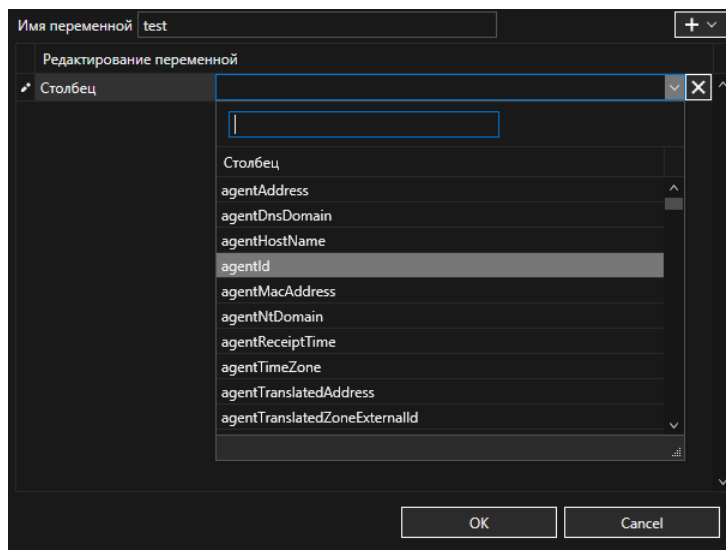 Имя переменной test
Редактирование переменной
Столбец
Столбец
agentAddress
agentDnsDomain
agentHostName
agentId
agentMacAddress
agentNtDomain
agentReceiptTime
agentTimeZone
agentTranslatedAddress
agentTranslatedZoneExternalId
OK Cancel